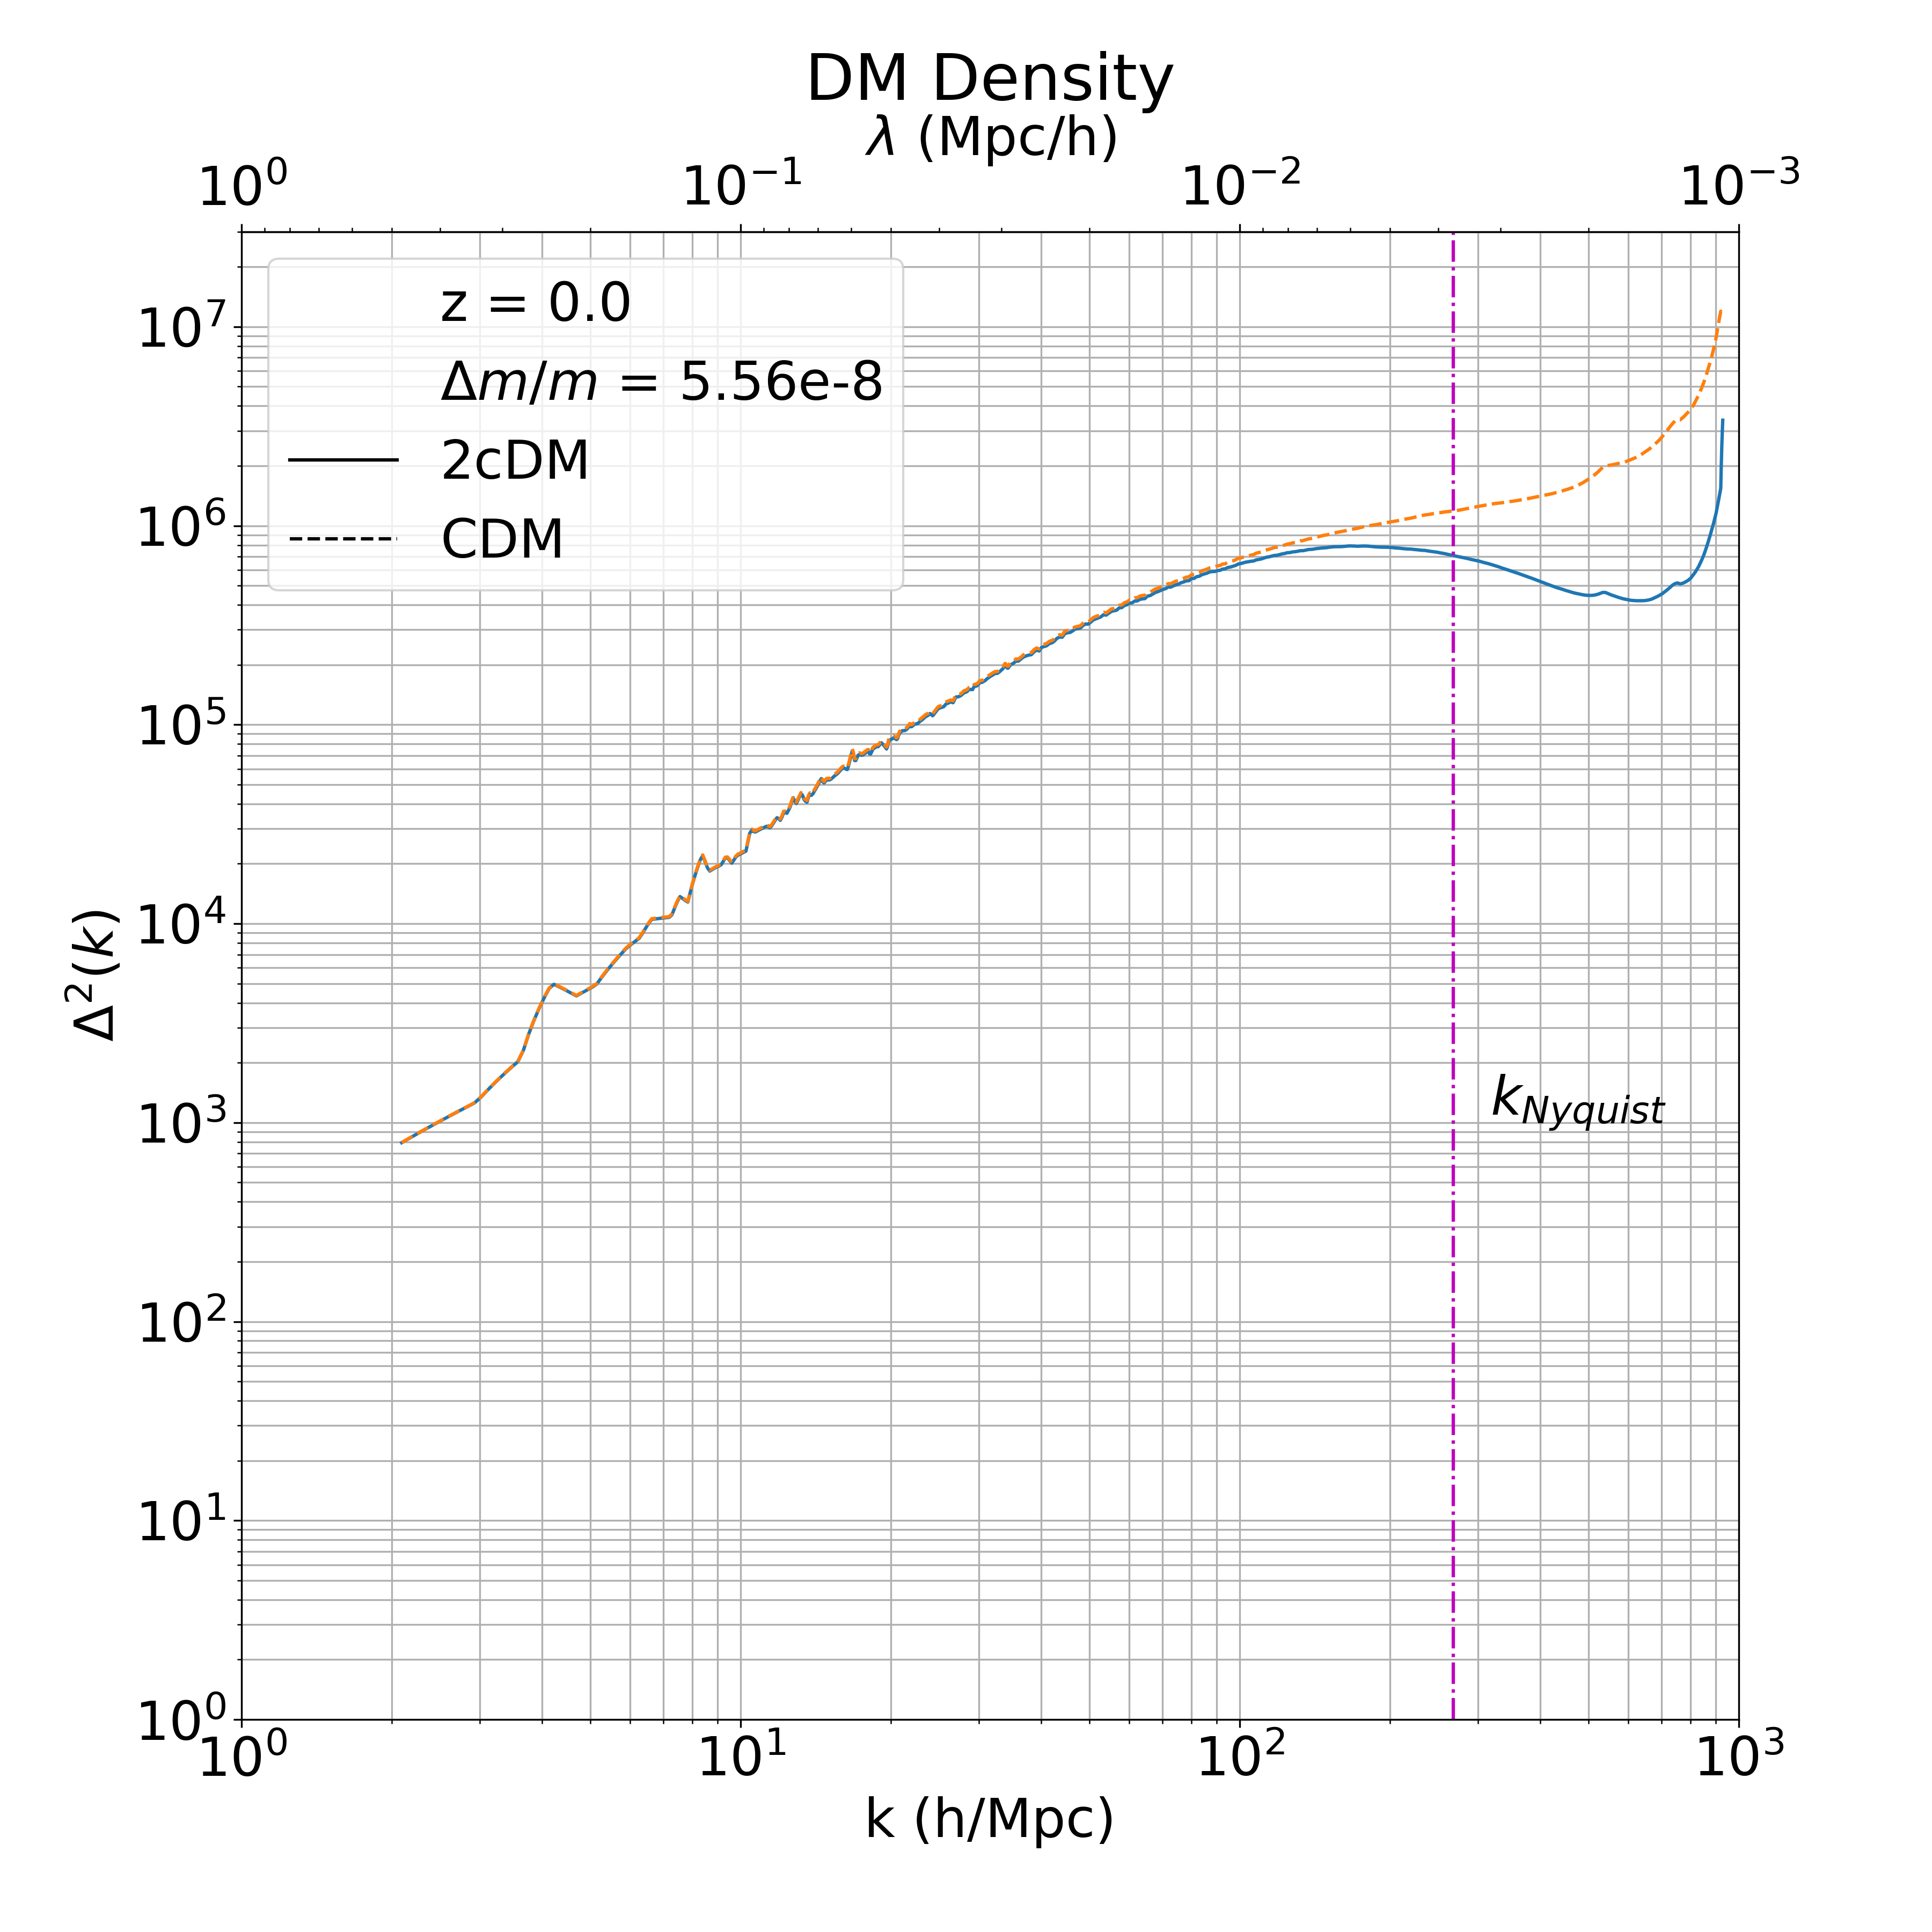 DM Density
λ (Mpc/h)
10⁰ 10⁻¹ 10⁻² 10⁻³
z = 0.0
Δm/m = 5.56e-8
2cDM
CDM
10⁷
10⁶
10⁵
10⁴
10³
10²
10¹
10⁰
Δ²(k)
k_Nyquist
10⁰ 10¹ 10² 10³
k (h/Mpc)